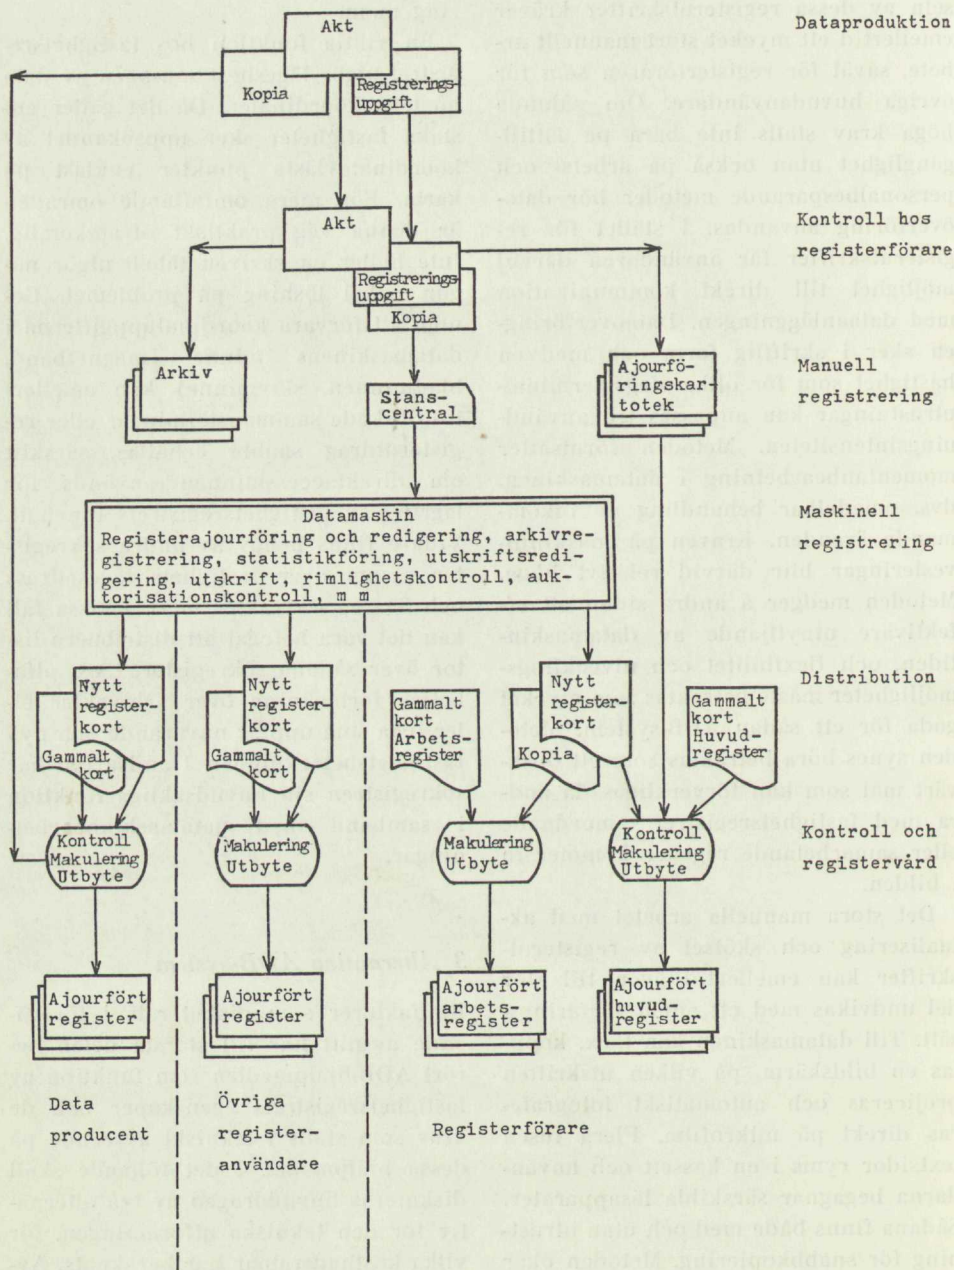 Akt
Dataproduktion
Kopia
Registrerings-
uppgift
Akt
Kontroll hos
registerförare
Registrerings-
uppgift
Kopia
Arkiv
Stans-
central
Ajourfö-
ringskar-
totek
Manuell
registrering
Datamaskin
Registerajourföring och redigering, arkivre-
gistrering, statistikföring, utskriftsredi-
gering, utskrift, rimlighetskontroll, auk-
torisationskontroll, m m
Maskinell
registrering
Nytt
register-
kort
Gammalt
kort
Nytt
register-
kort
Gammalt
kort
Gammalt
kort
Arbets-
register
Nytt
register-
kort
Kopia
Gammalt
kort
Huvud-
register
Distribution
Kontroll
Makulering
Utbyte
Makulering
Utbyte
Makulering
Utbyte
Kontroll
Makulering
Utbyte
Kontroll och
registervård
Ajourfört
register
Ajourfört
register
Ajourfört
arbets-
register
Ajourfört
huvud-
register
Data
producent
Övriga
register-
användare
Registerförare